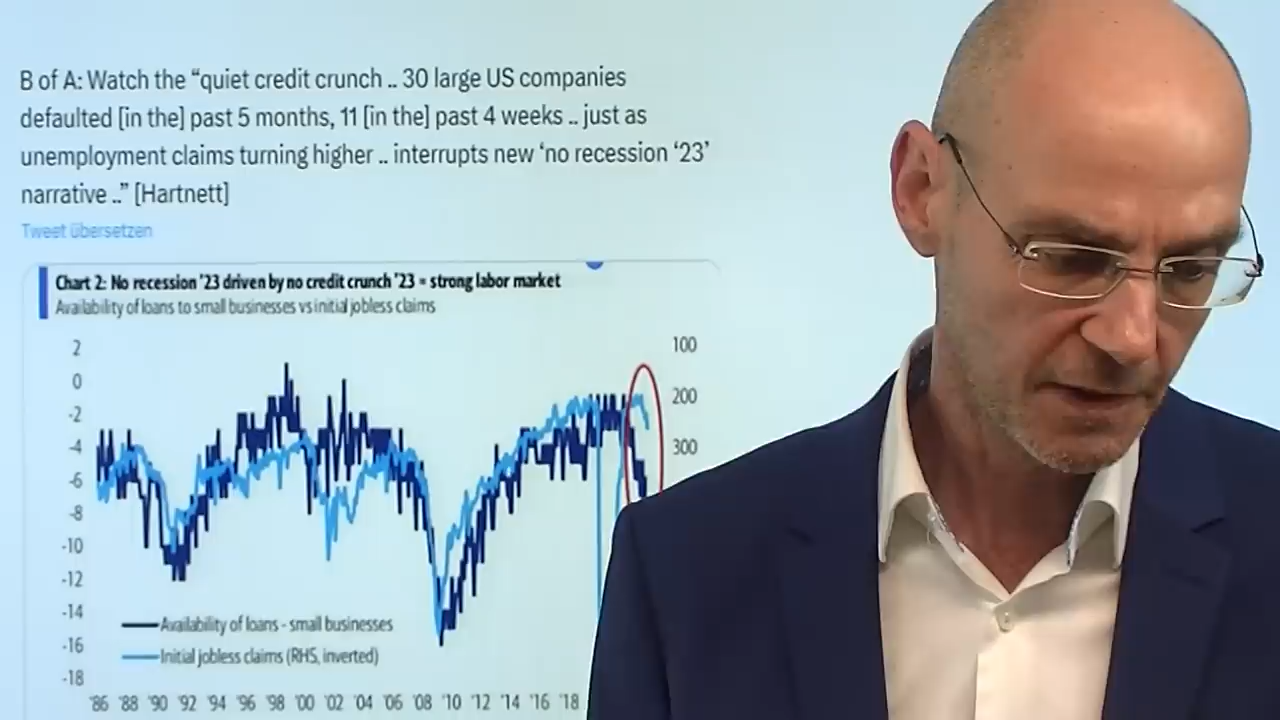 B of A: Watch the “quiet credit crunch .. 30 large US companies
defaulted [in the] past 5 months, 11 [in the] past 4 weeks .. just as
unemployment claims turning higher .. interrupts new ‘no recession ‘23’
narrative ..” [Hartnett]
Tweet übersetzen
Chart 2: No recession '23 driven by no credit crunch '23 = strong labor market
Availability of loans to small businesses vs initial jobless claims
2
100
0
200
-2
-4
300
-6
-8
-10
-12
-14
Availability of loans - small businesses
-16
Initial jobless claims (RHS, inverted)
-18
'86 '88 '90 '92 '94 '96 '98 '00 '02 '04 '06 '08 '10 '12 '14 '16 '18